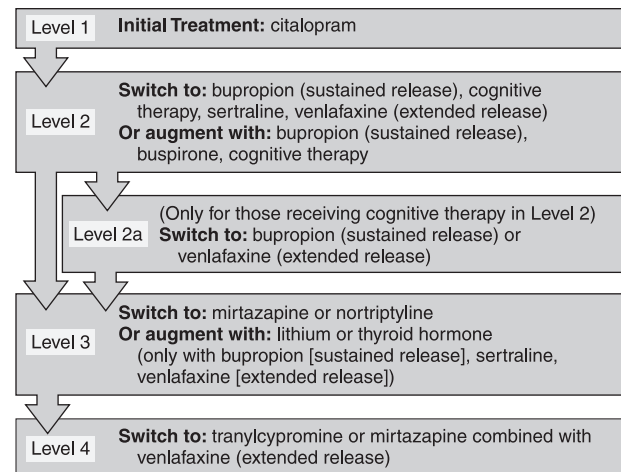 Level 1
Initial Treatment: citalopram
Level 2
Switch to: bupropion (sustained release), cognitive
therapy, sertraline, venlafaxine (extended release)
Or augment with: bupropion (sustained release),
buspirone, cognitive therapy
Level 2a
(Only for those receiving cognitive therapy in Level 2)
Switch to: bupropion (sustained release) or
venlafaxine (extended release)
Level 3
Switch to: mirtazapine or nortriptyline
Or augment with: lithium or thyroid hormone
(only with bupropion [sustained release], sertraline,
venlafaxine [extended release])
Level 4
Switch to: tranylcypromine or mirtazapine combined with
venlafaxine (extended release)